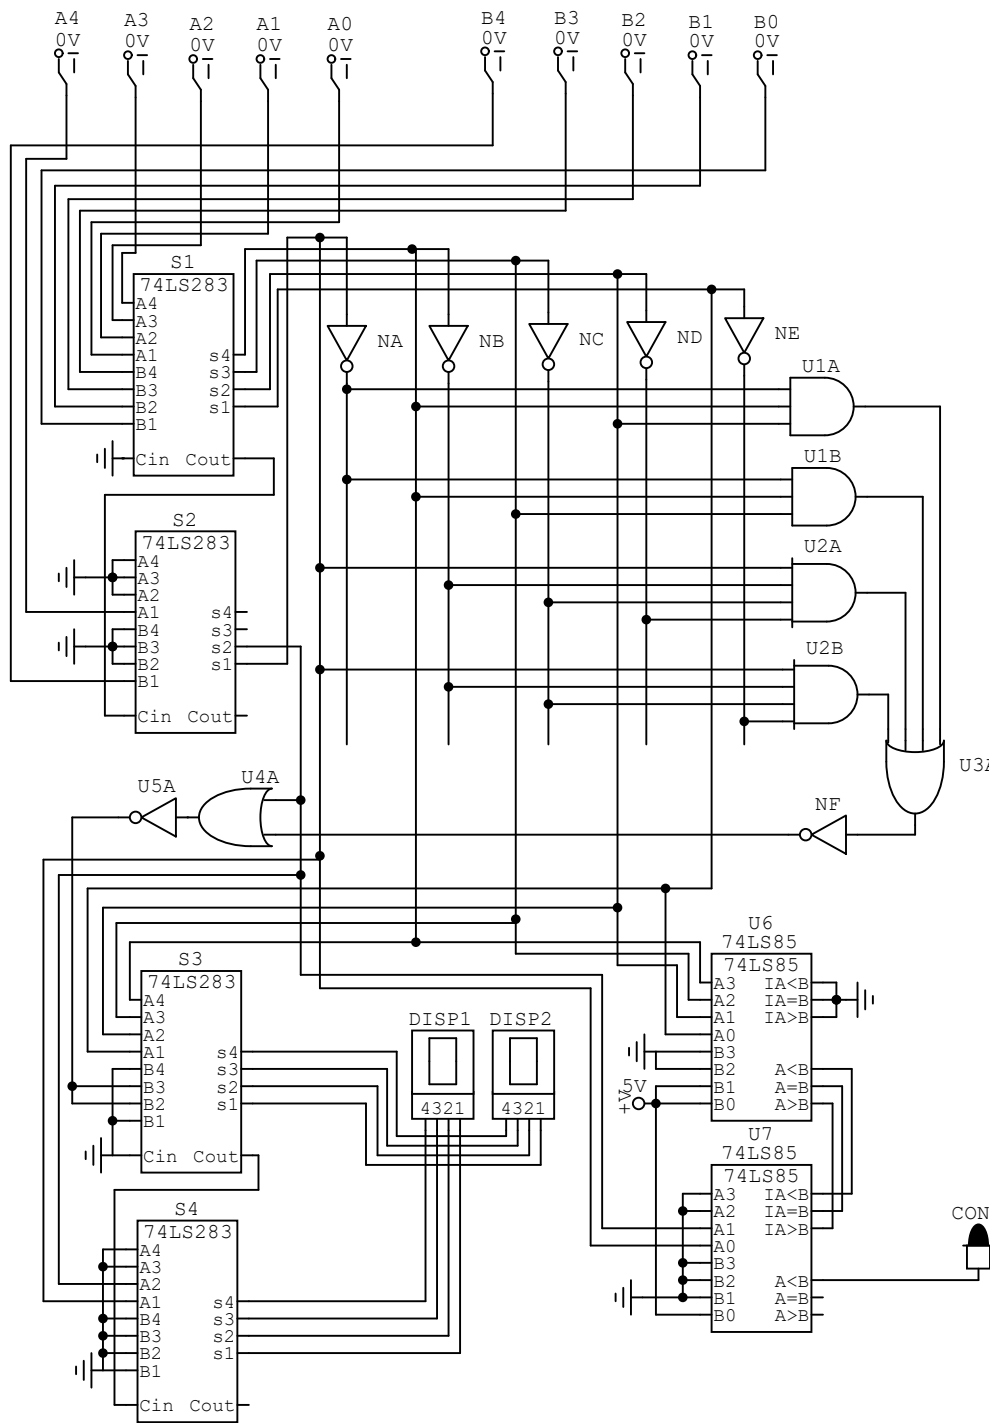 A4 A3 A2 A1 A0 B4 B3 B2 B1 B0
0V 0V 0V 0V 0V 0V 0V 0V 0V 0V
S1
74LS283
A4
A3
A2
A1 s4
B4 s3
B3 s2
B2 s1
B1
Cin Cout
NA NB NC ND NE
U1A
U1B
U2A
U2B
S2
74LS283
A4
A3
A2
A1 s4
B4 s3
B3 s2
B2 s1
B1
Cin Cout
U3A
U5A U4A
NF
S3
74LS283
A4
A3
A2
A1 s4
B4 s3
B3 s2
B2 s1
B1
Cin Cout
DISP1 DISP2
4321 4321
S4
74LS283
A4
A3
A2
A1 s4
B4 s3
B3 s2
B2 s1
B1
Cin Cout
U6
74LS85
74LS85
A3 IA<B
A2 IA=B
A1 IA>B
A0
B3
B2 A<B
B1 A=B
B0 A>B
5V
+V
U7
74LS85
74LS85
A3 IA<B
A2 IA=B
A1 IA>B
A0
B3
B2 A<B
B1 A=B
B0 A>B
CON